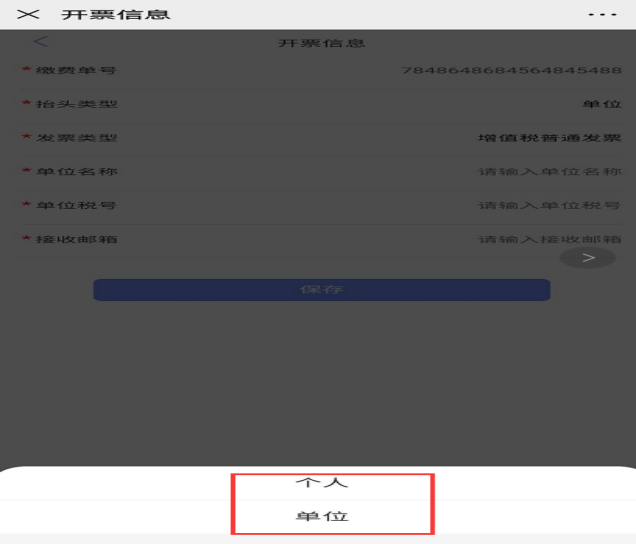 开票信息
开票信息
*缴费单号 7848648684564845488
*抬头类型 单位
*发票类型 增值税普通发票
*单位名称 请输入单位名称
*单位税号 请输入单位税号
*接收邮箱 请输入接收邮箱
保存
个人
单位